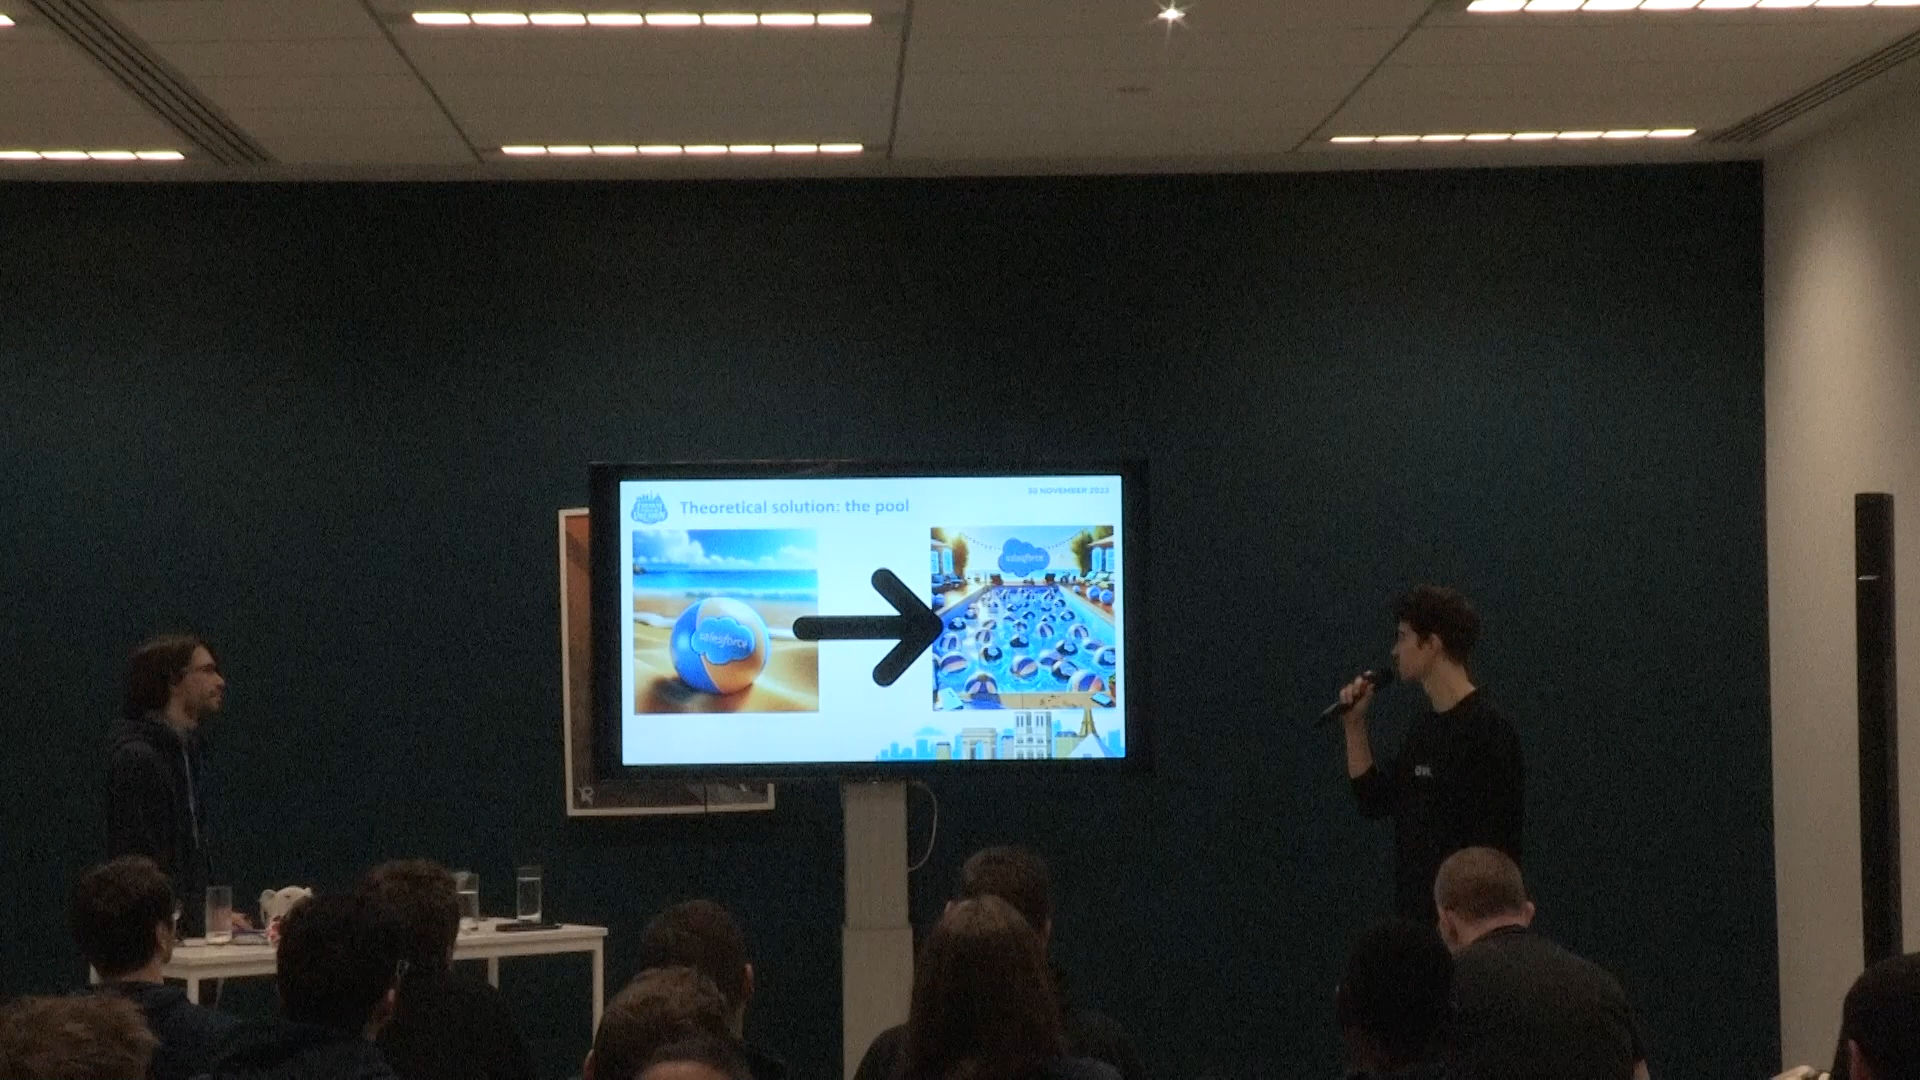 30 NOVEMBER 2023
Theoretical solution: the pool
salesforce
salesforce